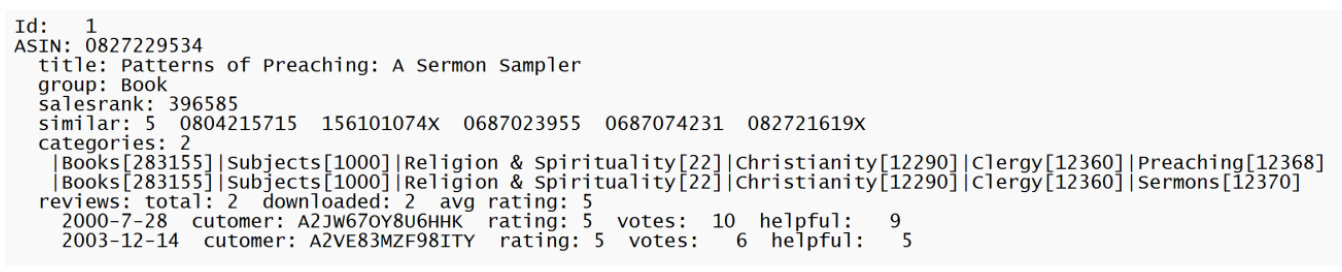 Id:   1
ASIN: 0827229534
  title: Patterns of Preaching: A Sermon Sampler
  group: Book
  salesrank: 396585
  similar: 5  0804215715  156101074X  0687023955  0687074231  082721619X
  categories: 2
   |Books[283155]|Subjects[1000]|Religion & Spirituality[22]|Christianity[12290]|Clergy[12360]|Preaching[12368]
   |Books[283155]|Subjects[1000]|Religion & Spirituality[22]|Christianity[12290]|Clergy[12360]|Sermons[12370]
  reviews: total: 2  downloaded: 2  avg rating: 5
    2000-7-28  cutomer: A2JW67OY8U6HHK  rating: 5  votes:  10  helpful:   9
    2003-12-14  cutomer: A2VE83MZF98ITY  rating: 5  votes:   6  helpful:   5